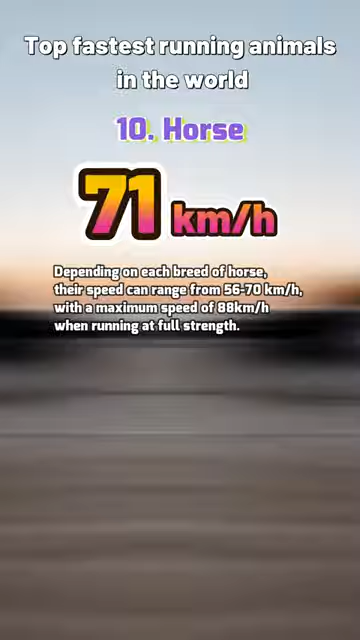 Top fastest running animals
in the world
10. Horse
71 km/h
Depending on each breed of horse,
their speed can range from 56-70 km/h,
with a maximum speed of 88km/h
when running at full strength.